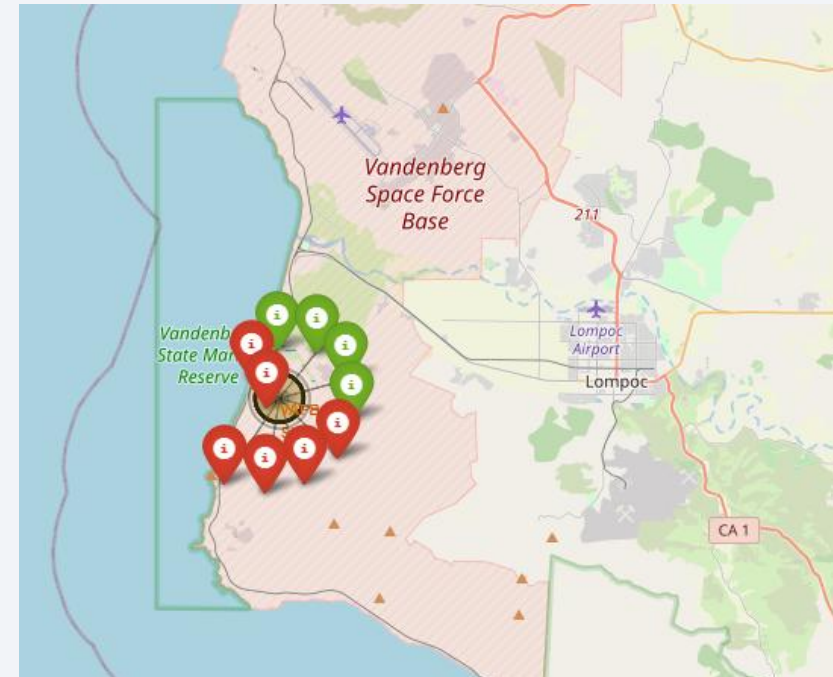 Vandenberg
Space Force
Base
211
Vandenb
State Mar
Reserve
Lompoc
Airport
Lompoc
CA 1
i
i
i
i
i
i
i
i
i
i